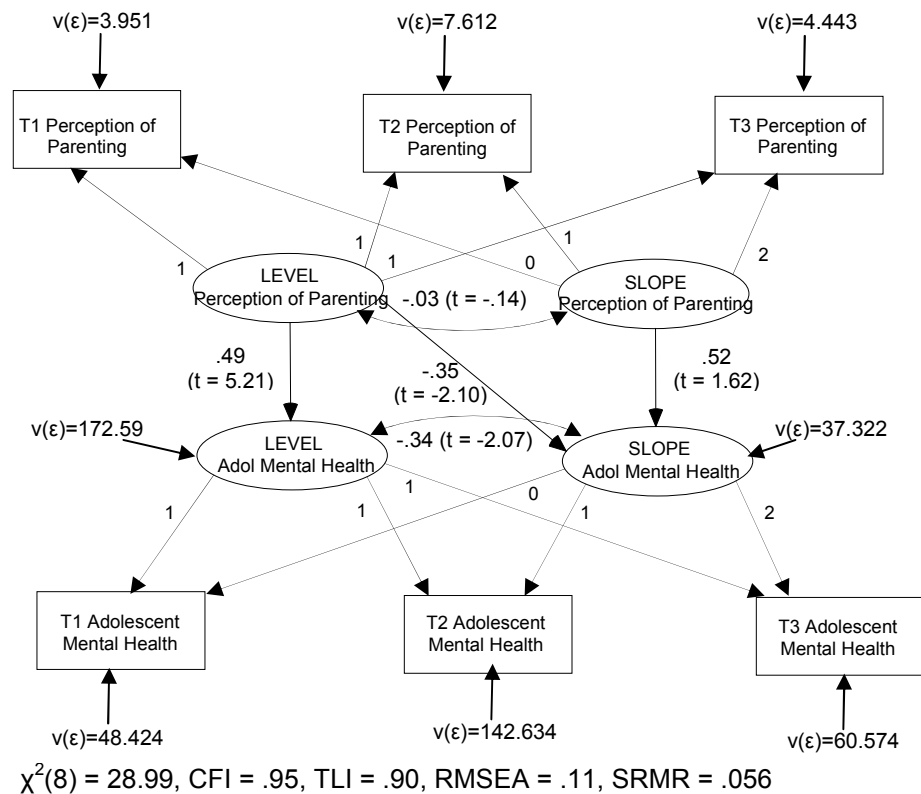 v(ε)=3.951
v(ε)=7.612
v(ε)=4.443
T1 Perception of
Parenting
T2 Perception of
Parenting
T3 Perception of
Parenting
1
1
1
0
1
2
LEVEL
Perception of Parenting
-.03 (t = -.14)
SLOPE
Perception of Parenting
.49
(t = 5.21)
-.35
(t = -2.10)
.52
(t = 1.62)
v(ε)=172.59
LEVEL
Adol Mental Health
-.34 (t = -2.07)
SLOPE
Adol Mental Health
v(ε)=37.322
1
1
1
0
1
2
T1 Adolescent
Mental Health
T2 Adolescent
Mental Health
T3 Adolescent
Mental Health
v(ε)=48.424
v(ε)=142.634
v(ε)=60.574
χ²(8) = 28.99, CFI = .95, TLI = .90, RMSEA = .11, SRMR = .056